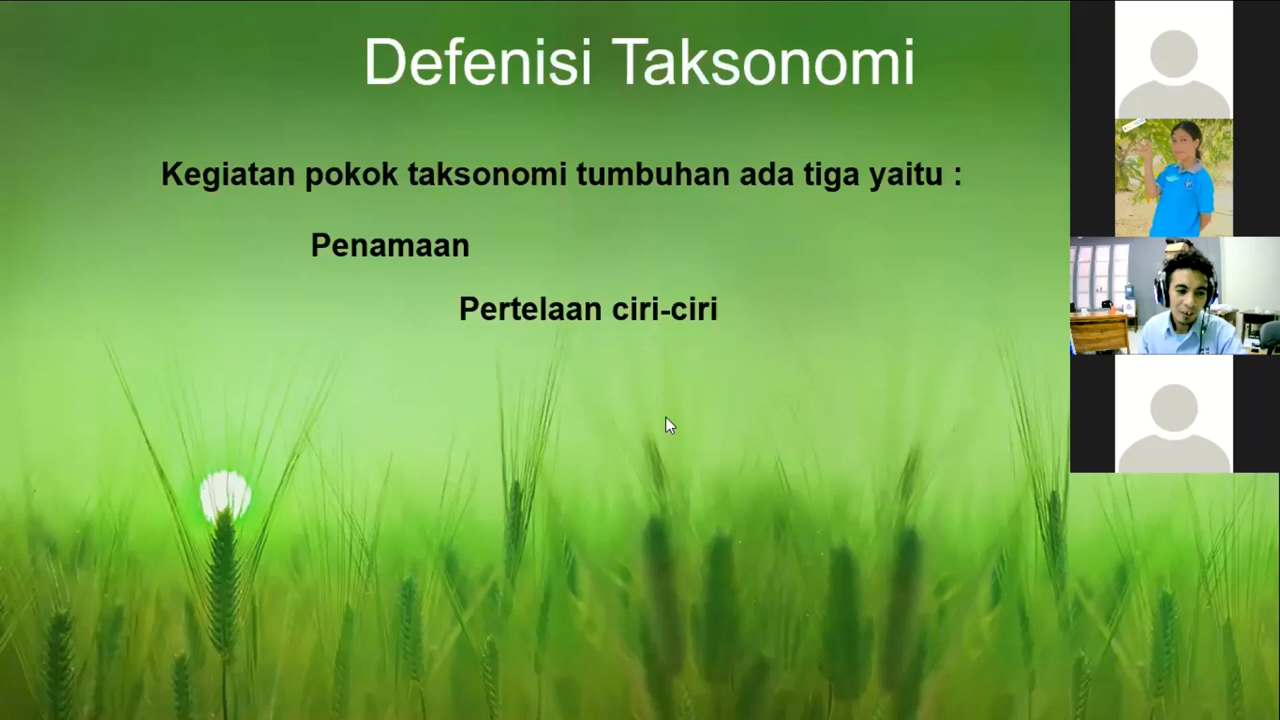 Defenisi Taksonomi
Kegiatan pokok taksonomi tumbuhan ada tiga yaitu :
Penamaan
Pertelaan ciri-ciri